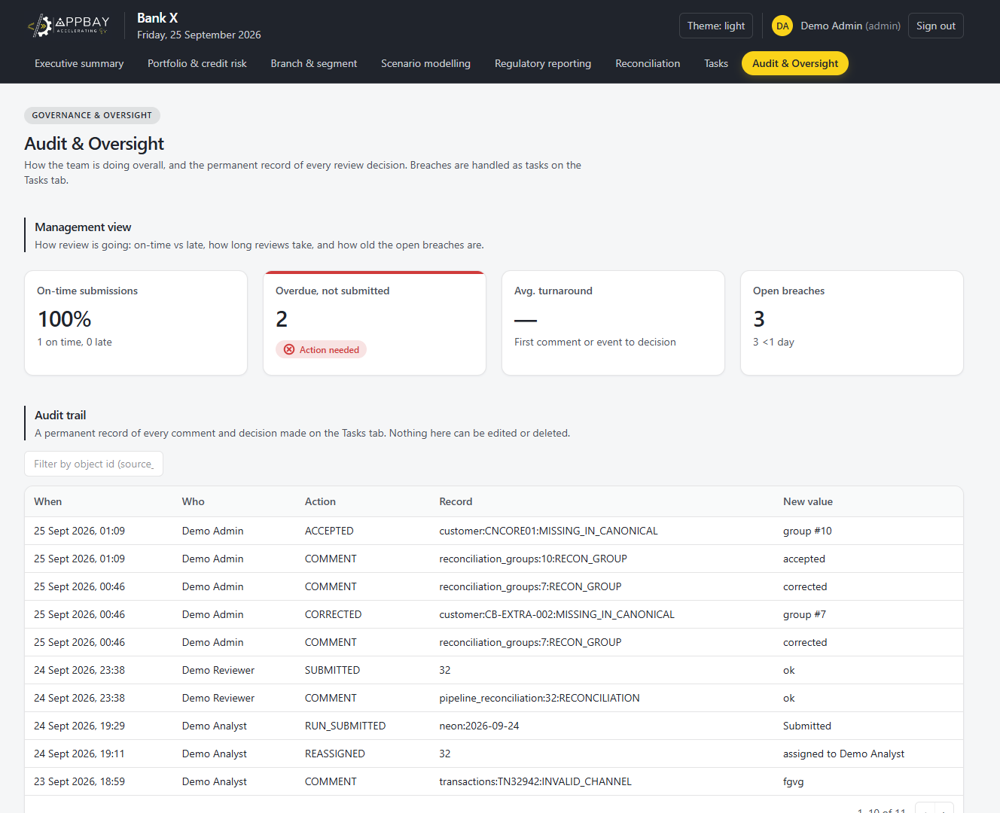 APPBAY
ACCELERATING
Bank X
Friday, 25 September 2026
Theme: light
DA
Demo Admin (admin)
Sign out
Executive summary
Portfolio & credit risk
Branch & segment
Scenario modelling
Regulatory reporting
Reconciliation
Tasks
Audit & Oversight
GOVERNANCE & OVERSIGHT
Audit & Oversight
How the team is doing overall, and the permanent record of every review decision. Breaches are handled as tasks on the
Tasks tab.
Management view
How review is going: on-time vs late, how long reviews take, and how old the open breaches are.
On-time submissions
100%
1 on time, 0 late
Overdue, not submitted
2
Action needed
Avg. turnaround
—
First comment or event to decision
Open breaches
3
3 <1 day
Audit trail
A permanent record of every comment and decision made on the Tasks tab. Nothing here can be edited or deleted.
Filter by object id (source_
When Who Action Record New value
25 Sept 2026, 01:09 Demo Admin ACCEPTED customer:CNCORE01:MISSING_IN_CANONICAL group #10
25 Sept 2026, 01:09 Demo Admin COMMENT reconciliation_groups:10:RECON_GROUP accepted
25 Sept 2026, 00:46 Demo Admin COMMENT reconciliation_groups:7:RECON_GROUP corrected
25 Sept 2026, 00:46 Demo Admin CORRECTED customer:CB-EXTRA-002:MISSING_IN_CANONICAL group #7
25 Sept 2026, 00:46 Demo Admin COMMENT reconciliation_groups:7:RECON_GROUP corrected
24 Sept 2026, 23:38 Demo Reviewer SUBMITTED 32 ok
24 Sept 2026, 23:38 Demo Reviewer COMMENT pipeline_reconciliation:32:RECONCILIATION ok
24 Sept 2026, 19:29 Demo Analyst RUN_SUBMITTED neon:2026-09-24 Submitted
24 Sept 2026, 19:11 Demo Analyst REASSIGNED 32 assigned to Demo Analyst
23 Sept 2026, 18:59 Demo Analyst COMMENT transactions:TN32942:INVALID_CHANNEL fgvg
1–10 of 11